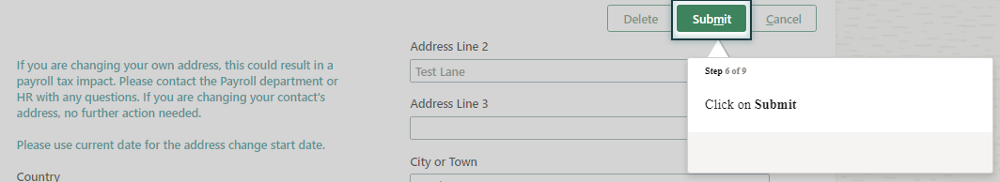 Delete
Submit
Cancel
Address Line 2
Test Lane
If you are changing your own address, this could result in a
payroll tax impact. Please contact the Payroll department or
HR with any questions. If you are changing your contact's
address, no further action needed.
Please use current date for the address change start date.
Country
Address Line 3
City or Town
Step 6 of 9
Click on Submit